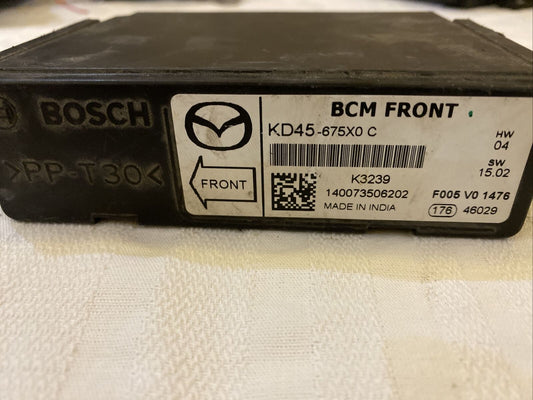 BOSCH
>PP-T30<
BCM FRONT
KD45-675X0 C
HW
04
SW
15.02
K3239
140073506202
F005 V0 1476
MADE IN INDIA
176 46029
FRONT